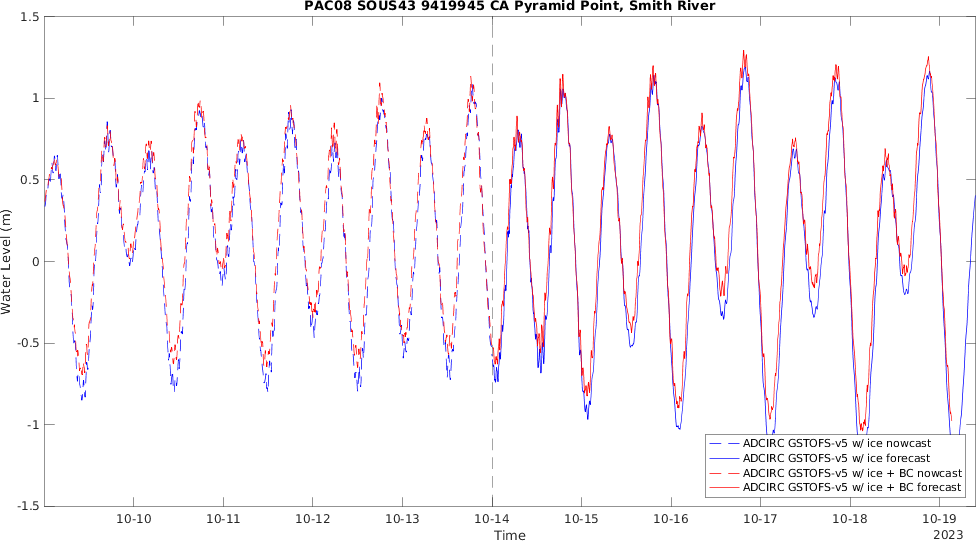 PAC08 SOUS43 9419945 CA Pyramid Point, Smith River
1.5
1
0.5
0
-0.5
-1
-1.5
Water Level (m)
10-10 10-11 10-12 10-13 10-14 10-15 10-16 10-17 10-18 10-19
Time
2023
ADCIRC GSTOFS-v5 w/ ice nowcast
ADCIRC GSTOFS-v5 w/ ice forecast
ADCIRC GSTOFS-v5 w/ ice + BC nowcast
ADCIRC GSTOFS-v5 w/ ice + BC forecast